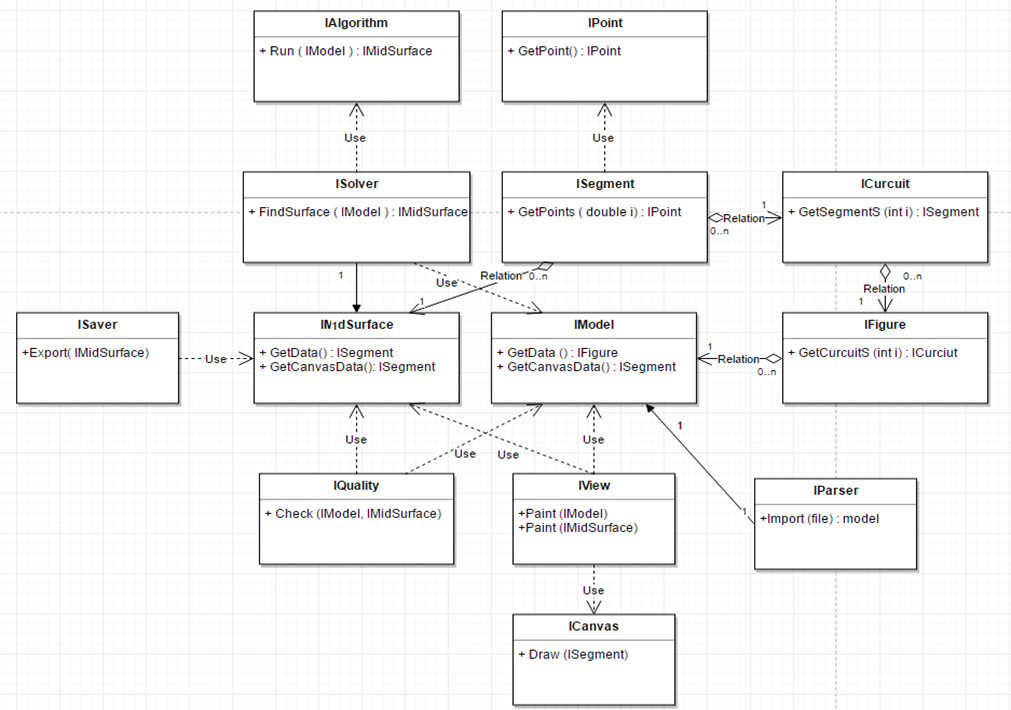 IAlgorithm
+ Run ( IModel ) : IMidSurface
IPoint
+ GetPoint() : IPoint
Use
Use
ISolver
+ FindSurface ( IModel ) : IMidSurface
ISegment
+ GetPoints ( double i) : IPoint
1
Relation
0..n
ICurcuit
+ GetSegmentS (int i) : ISegment
1
Use
Relation
0..n
1
0..n
Relation
1
ISaver
+Export( IMidSurface)
Use
IMidSurface
+ GetData() : ISegment
+ GetCanvasData(): ISegment
IModel
+ GetData () : IFigure
+ GetCanvasData() : ISegment
1
Relation
0..n
IFigure
+ GetCurcuitS (int i) : ICurciut
Use
Use
Use
Use
1
1
IQuality
+ Check (IModel, IMidSurface)
IView
+Paint (IModel)
+Paint (IMidSurface)
IParser
+Import (file) : model
Use
ICanvas
+ Draw (ISegment)